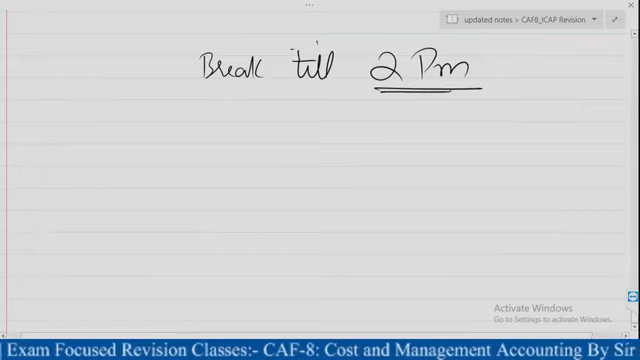 updated notes > CAF8_ICAP Revision
Break till 2 Pm
Activate Windows
Go to Settings to activate Windows.
| Exam Focused Revision Classes:- CAF-8: Cost and Management Accounting By Sir